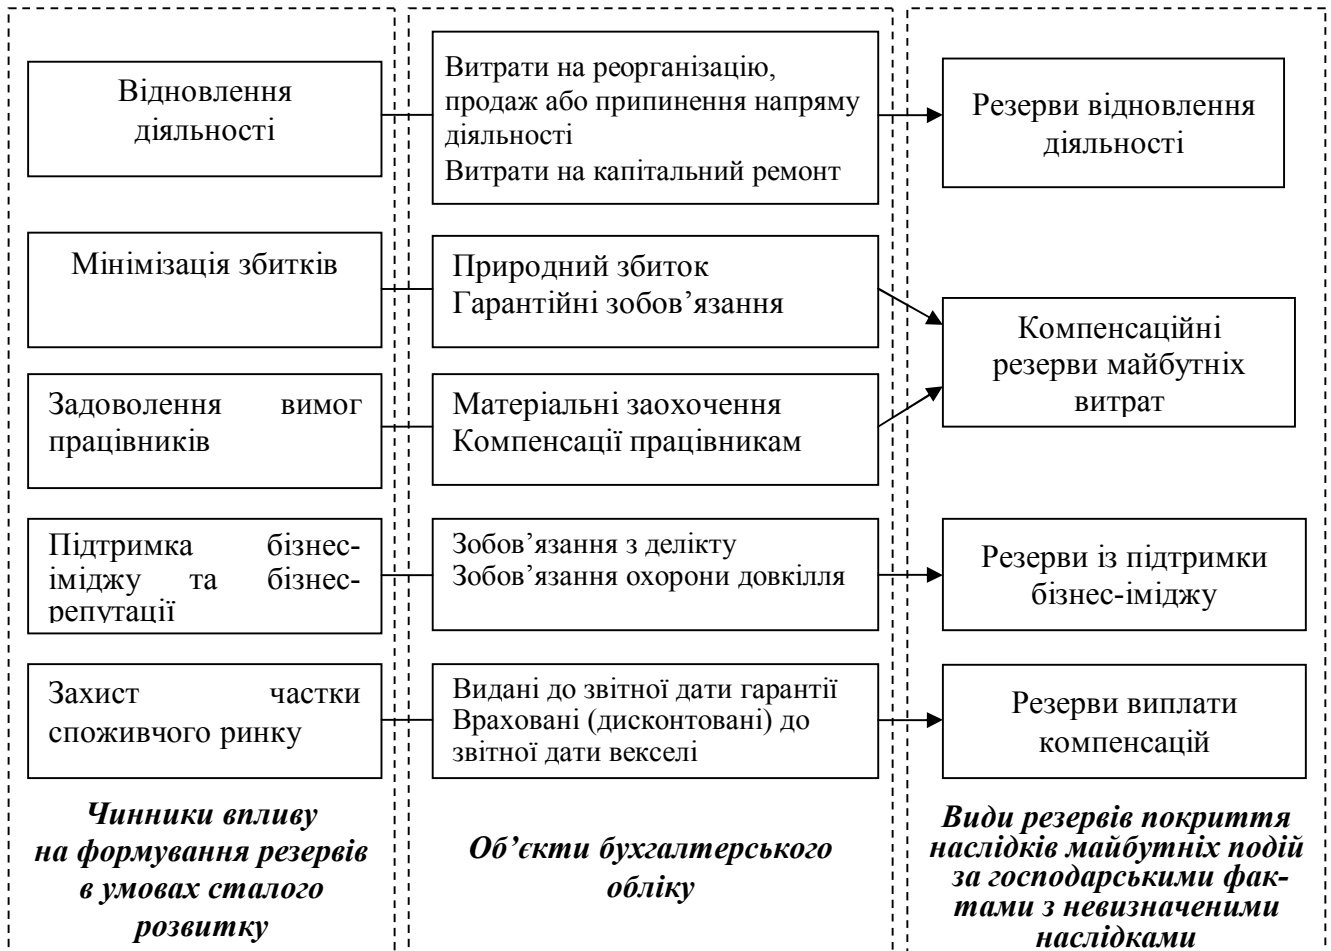 Відновлення
діяльності
Витрати на реорганізацію,
продаж або припинення напряму
діяльності
Витрати на капітальний ремонт
Резерви відновлення
діяльності
Мінімізація збитків
Природний збиток
Гарантійні зобов’язання
Компенсаційні
резерви майбутніх
витрат
Задоволення вимог
працівників
Матеріальні заохочення
Компенсації працівникам
Підтримка бізнес-
іміджу та бізнес-
репутації
Зобов’язання з делікту
Зобов’язання охорони довкілля
Резерви із підтримки
бізнес-іміджу
Захист частки
споживчого ринку
Видані до звітної дати гарантії
Враховані (дисконтовані) до
звітної дати векселі
Резерви виплати
компенсацій
Чинники впливу
на формування резервів
в умовах сталого
розвитку
Об’єкти бухгалтерського
обліку
Види резервів покриття
наслідків майбутніх подій
за господарськими фак-
тами з невизначеними
наслідками